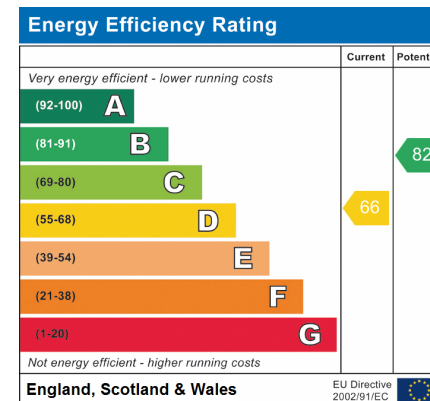 Energy Efficiency Rating
Current Potent
Very energy efficient - lower running costs
(92-100) A
(81-91) B
82
(69-80) C
(55-68) D
66
(39-54) E
(21-38) F
(1-20) G
Not energy efficient - higher running costs
England, Scotland & Wales
EU Directive
2002/91/EC